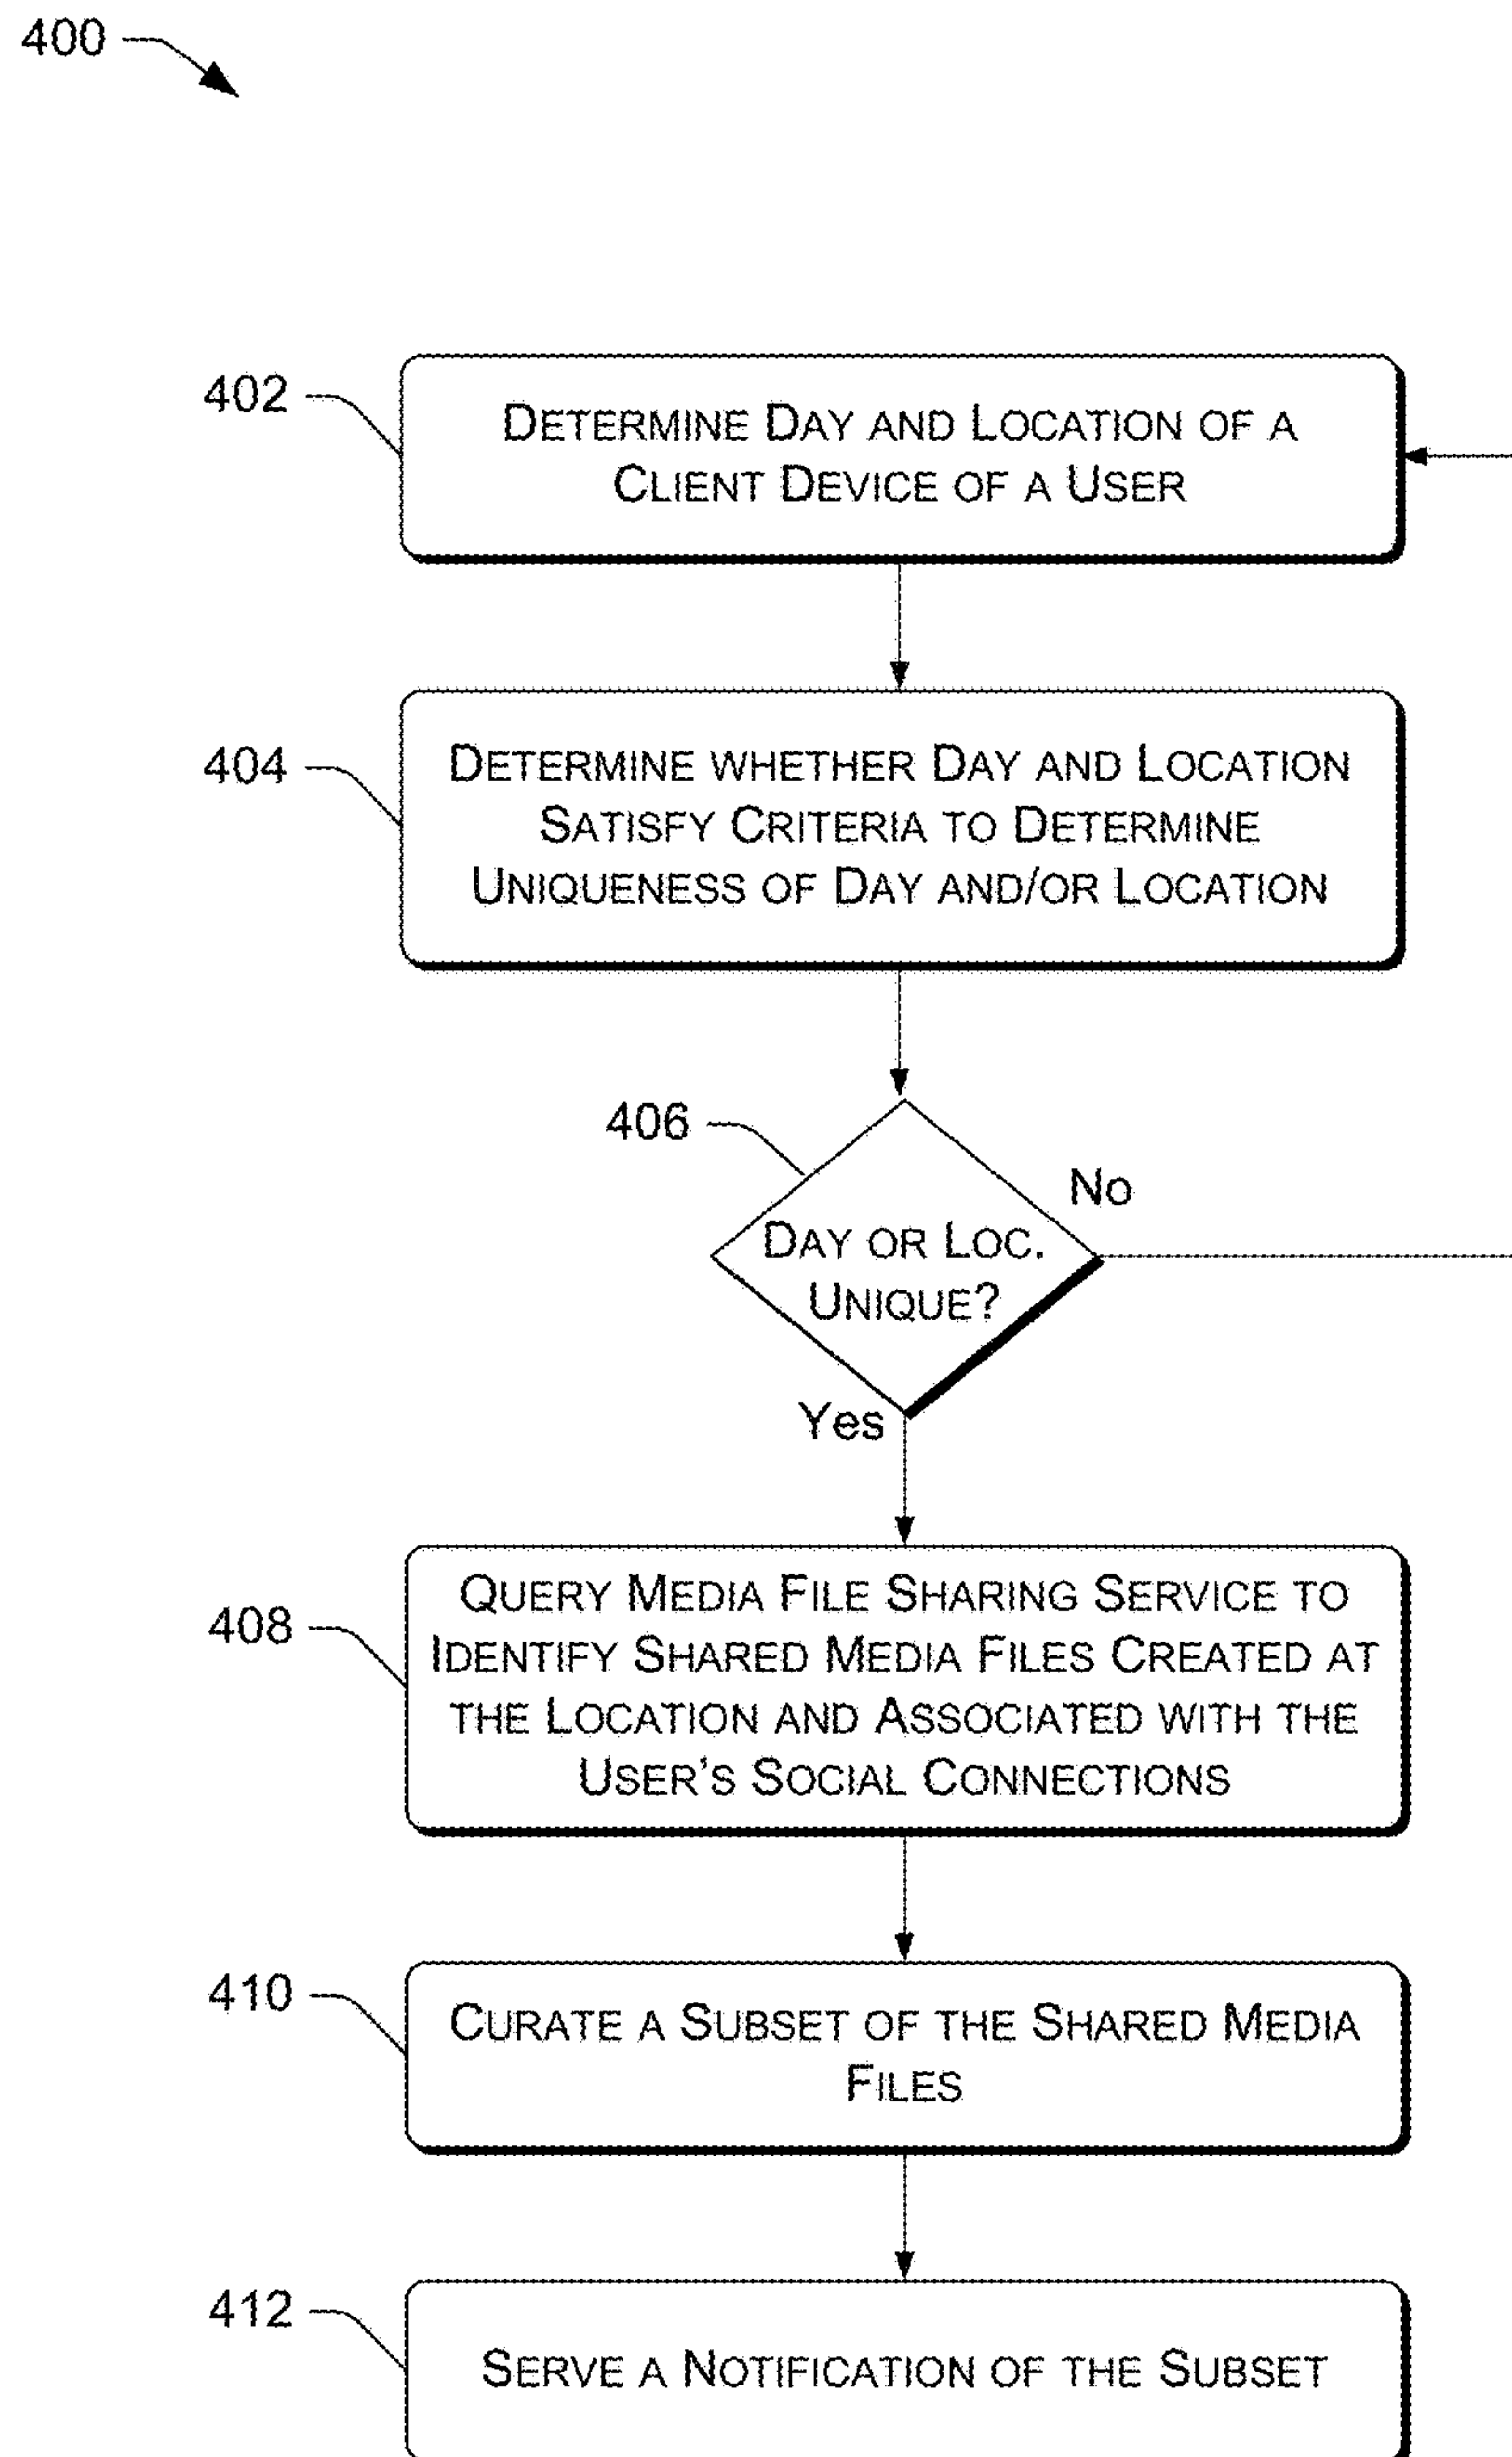 400
402
DETERMINE DAY AND LOCATION OF A
CLIENT DEVICE OF A USER
404
DETERMINE WHETHER DAY AND LOCATION
SATISFY CRITERIA TO DETERMINE
UNIQUENESS OF DAY AND/OR LOCATION
406
No
DAY OR LOC.
UNIQUE?
Yes
408
QUERY MEDIA FILE SHARING SERVICE TO
IDENTIFY SHARED MEDIA FILES CREATED AT
THE LOCATION AND ASSOCIATED WITH THE
USER'S SOCIAL CONNECTIONS
410
CURATE A SUBSET OF THE SHARED MEDIA
FILES
412
SERVE A NOTIFICATION OF THE SUBSET